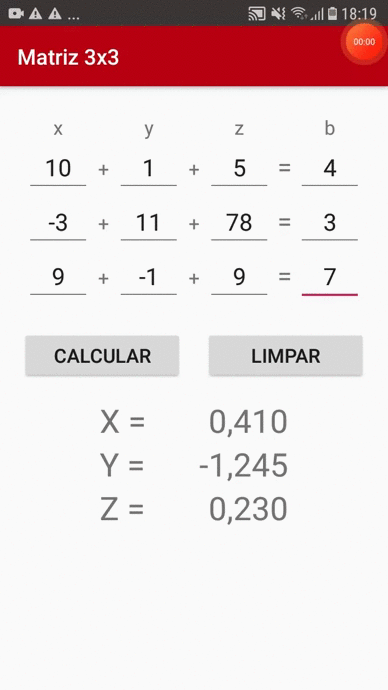 ... 18:19
Matriz 3x3
00:00
x y z b
10 + 1 + 5 = 4
-3 + 11 + 78 = 3
9 + -1 + 9 = 7
CALCULAR LIMPAR
X = 0,410
Y = -1,245
Z = 0,230